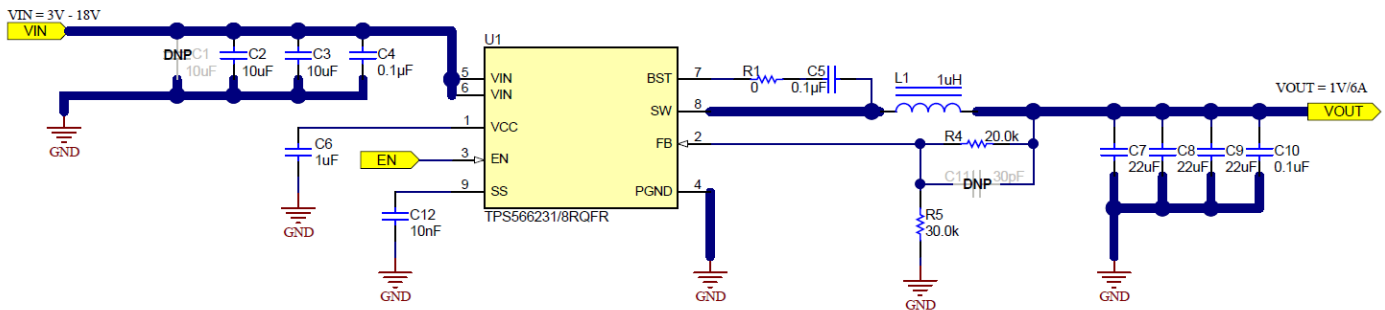 VIN = 3V - 18V
VIN
DNP C1
10uF
C2
10uF
C3
10uF
C4
0.1µF
GND
U1
5
VIN
6
VIN
1
VCC
3
EN
9
SS
BST
7
SW
8
FB
2
PGND
4
TPS566231/8RQFR
C6
1uF
GND
EN
C12
10nF
GND
GND
R1
0
C5
0.1µF
L1
1uH
R4
20.0k
C11
DNP
30pF
R5
30.0k
GND
VOUT = 1V/6A
VOUT
C7
22uF
C8
22uF
C9
22uF
C10
0.1uF
GND